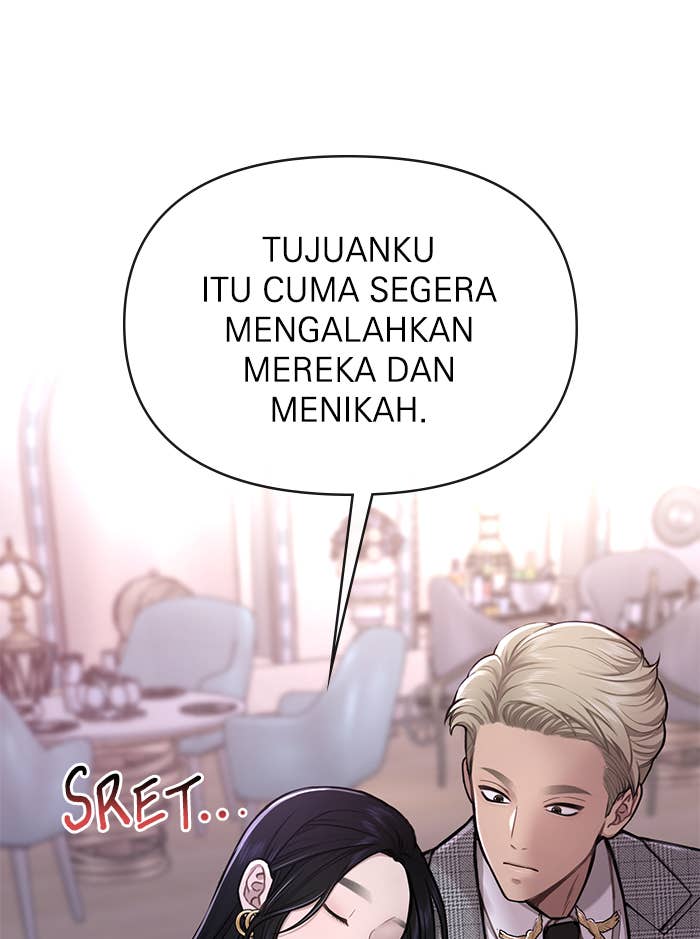 TUJUANKU
ITU CUMA SEGERA
MENGALAHKAN
MEREKA DAN
MENIKAH.
SRET...